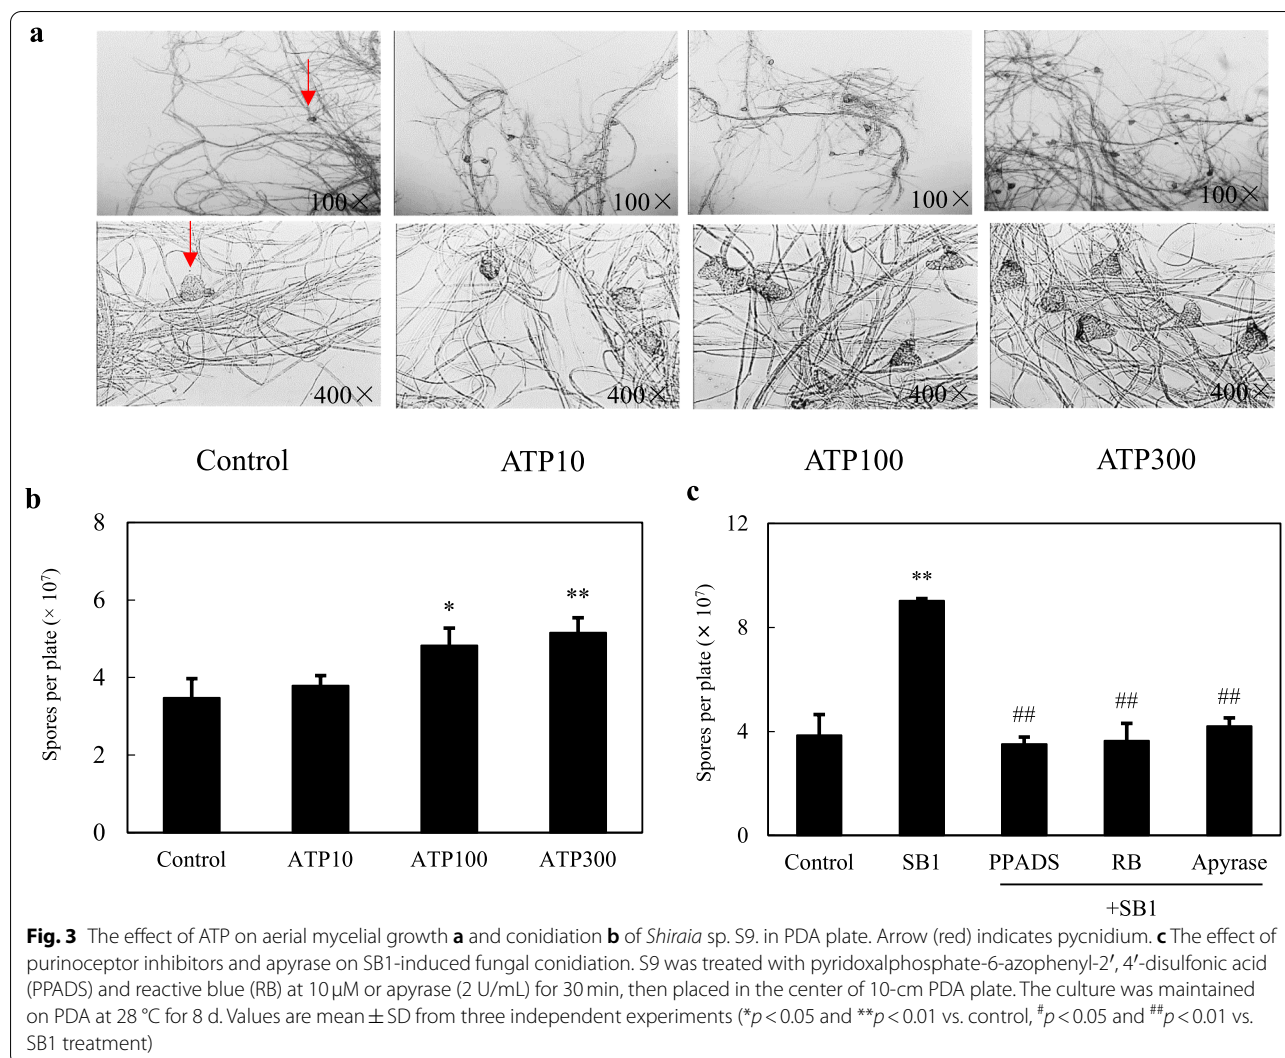 a
100× 100× 100× 100×
400× 400× 400× 400×
Control ATP10 ATP100 ATP300
b
Spores per plate (× 10⁷)
8
6
4
2
0
* **
Control ATP10 ATP100 ATP300
c
Spores per plate (× 10⁷)
12
8
4
0
** ## ## ##
Control SB1 PPADS RB Apyrase
+SB1
Fig. 3 The effect of ATP on aerial mycelial growth a and conidiation b of Shiraia sp. S9. in PDA plate. Arrow (red) indicates pycnidium. c The effect of
purinoceptor inhibitors and apyrase on SB1-induced fungal conidiation. S9 was treated with pyridoxalphosphate-6-azophenyl-2′, 4′-disulfonic acid
(PPADS) and reactive blue (RB) at 10 μM or apyrase (2 U/mL) for 30 min, then placed in the center of 10-cm PDA plate. The culture was maintained
on PDA at 28 °C for 8 d. Values are mean ± SD from three independent experiments (*p < 0.05 and **p < 0.01 vs. control, #p < 0.05 and ##p < 0.01 vs.
SB1 treatment)